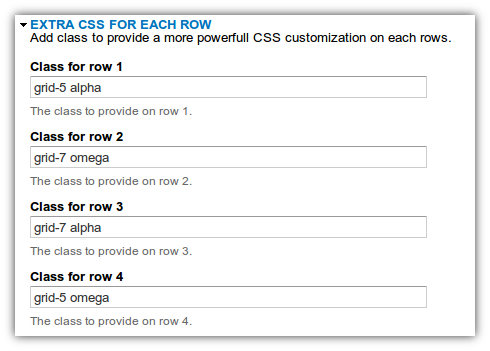 EXTRA CSS FOR EACH ROW
Add class to provide a more powerfull CSS customization on each rows.
Class for row 1
grid-5 alpha
The class to provide on row 1.
Class for row 2
grid-7 omega
The class to provide on row 2.
Class for row 3
grid-7 alpha
The class to provide on row 3.
Class for row 4
grid-5 omega
The class to provide on row 4.